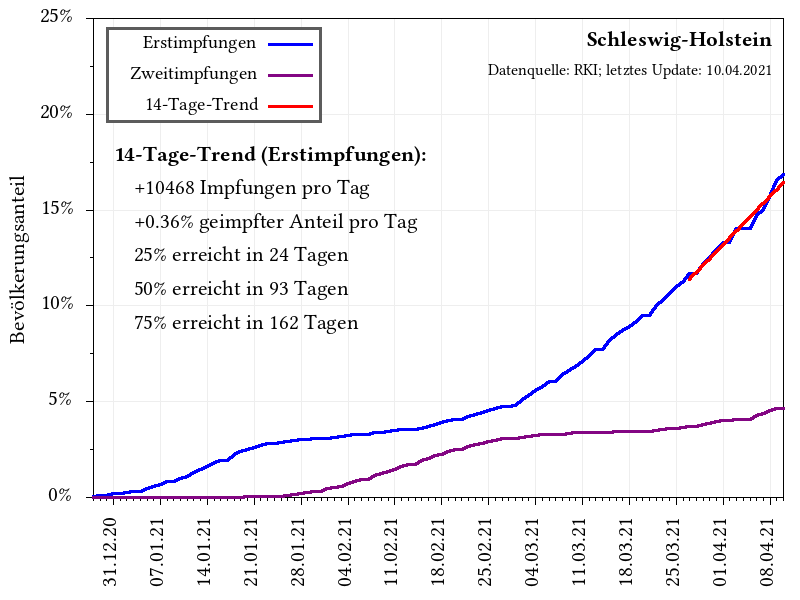 25%
20%
15%
10%
5%
0%
Bevölkerungsanteil
Erstimpfungen
Zweitimpfungen
14-Tage-Trend
Schleswig-Holstein
Datenquelle: RKI; letztes Update: 10.04.2021
14-Tage-Trend (Erstimpfungen):
+10468 Impfungen pro Tag
+0.36% geimpfter Anteil pro Tag
25% erreicht in 24 Tagen
50% erreicht in 93 Tagen
75% erreicht in 162 Tagen
31.12.20
07.01.21
14.01.21
21.01.21
28.01.21
04.02.21
11.02.21
18.02.21
25.02.21
04.03.21
11.03.21
18.03.21
25.03.21
01.04.21
08.04.21